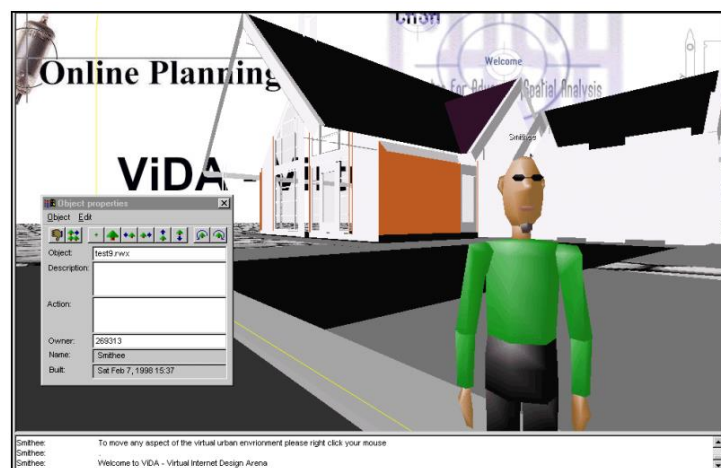 Welcome
Online Planning
For Advanced Spatial Analysis
Smithee
ViDA -
Object properties
Object Edit
Object: test9.rwx
Description:
Action:
Owner: 269313
Name: Smithee
Built: Sat Feb 7, 1998 15:37
Smithee: To move any aspect of the virtual urban envrionment please right click your mouse
Smithee: .
Smithee: Welcome to ViDA - Virtual Internet Design Arena